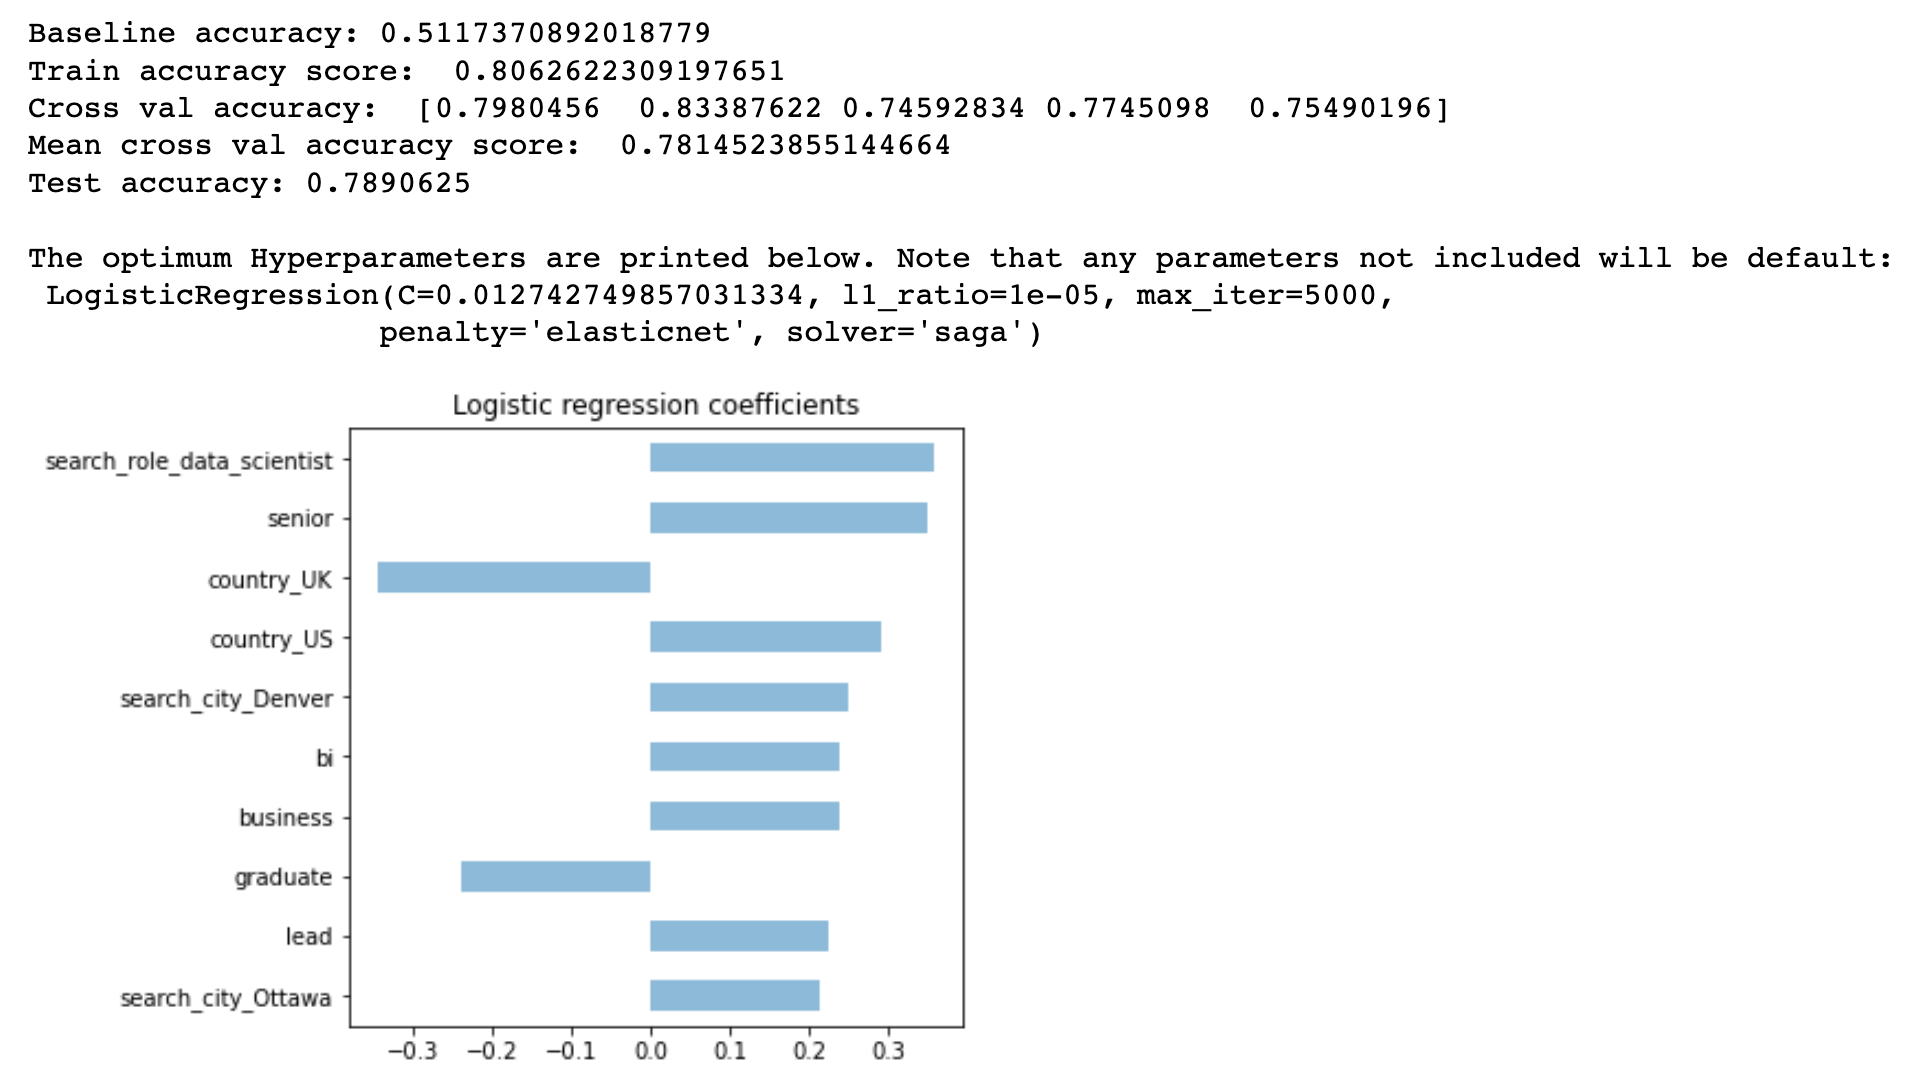 Baseline accuracy: 0.5117370892018779
Train accuracy score:  0.8062622309197651
Cross val accuracy:  [0.7980456  0.83387622 0.74592834 0.7745098  0.75490196]
Mean cross val accuracy score:  0.7814523855144664
Test accuracy: 0.7890625
The optimum Hyperparameters are printed below. Note that any parameters not included will be default:
LogisticRegression(C=0.012742749857031334, l1_ratio=1e-05, max_iter=5000,
penalty='elasticnet', solver='saga')
Logistic regression coefficients
search_role_data_scientist
senior
country_UK
country_US
search_city_Denver
bi
business
graduate
lead
search_city_Ottawa
−0.3 −0.2 −0.1 0.0 0.1 0.2 0.3